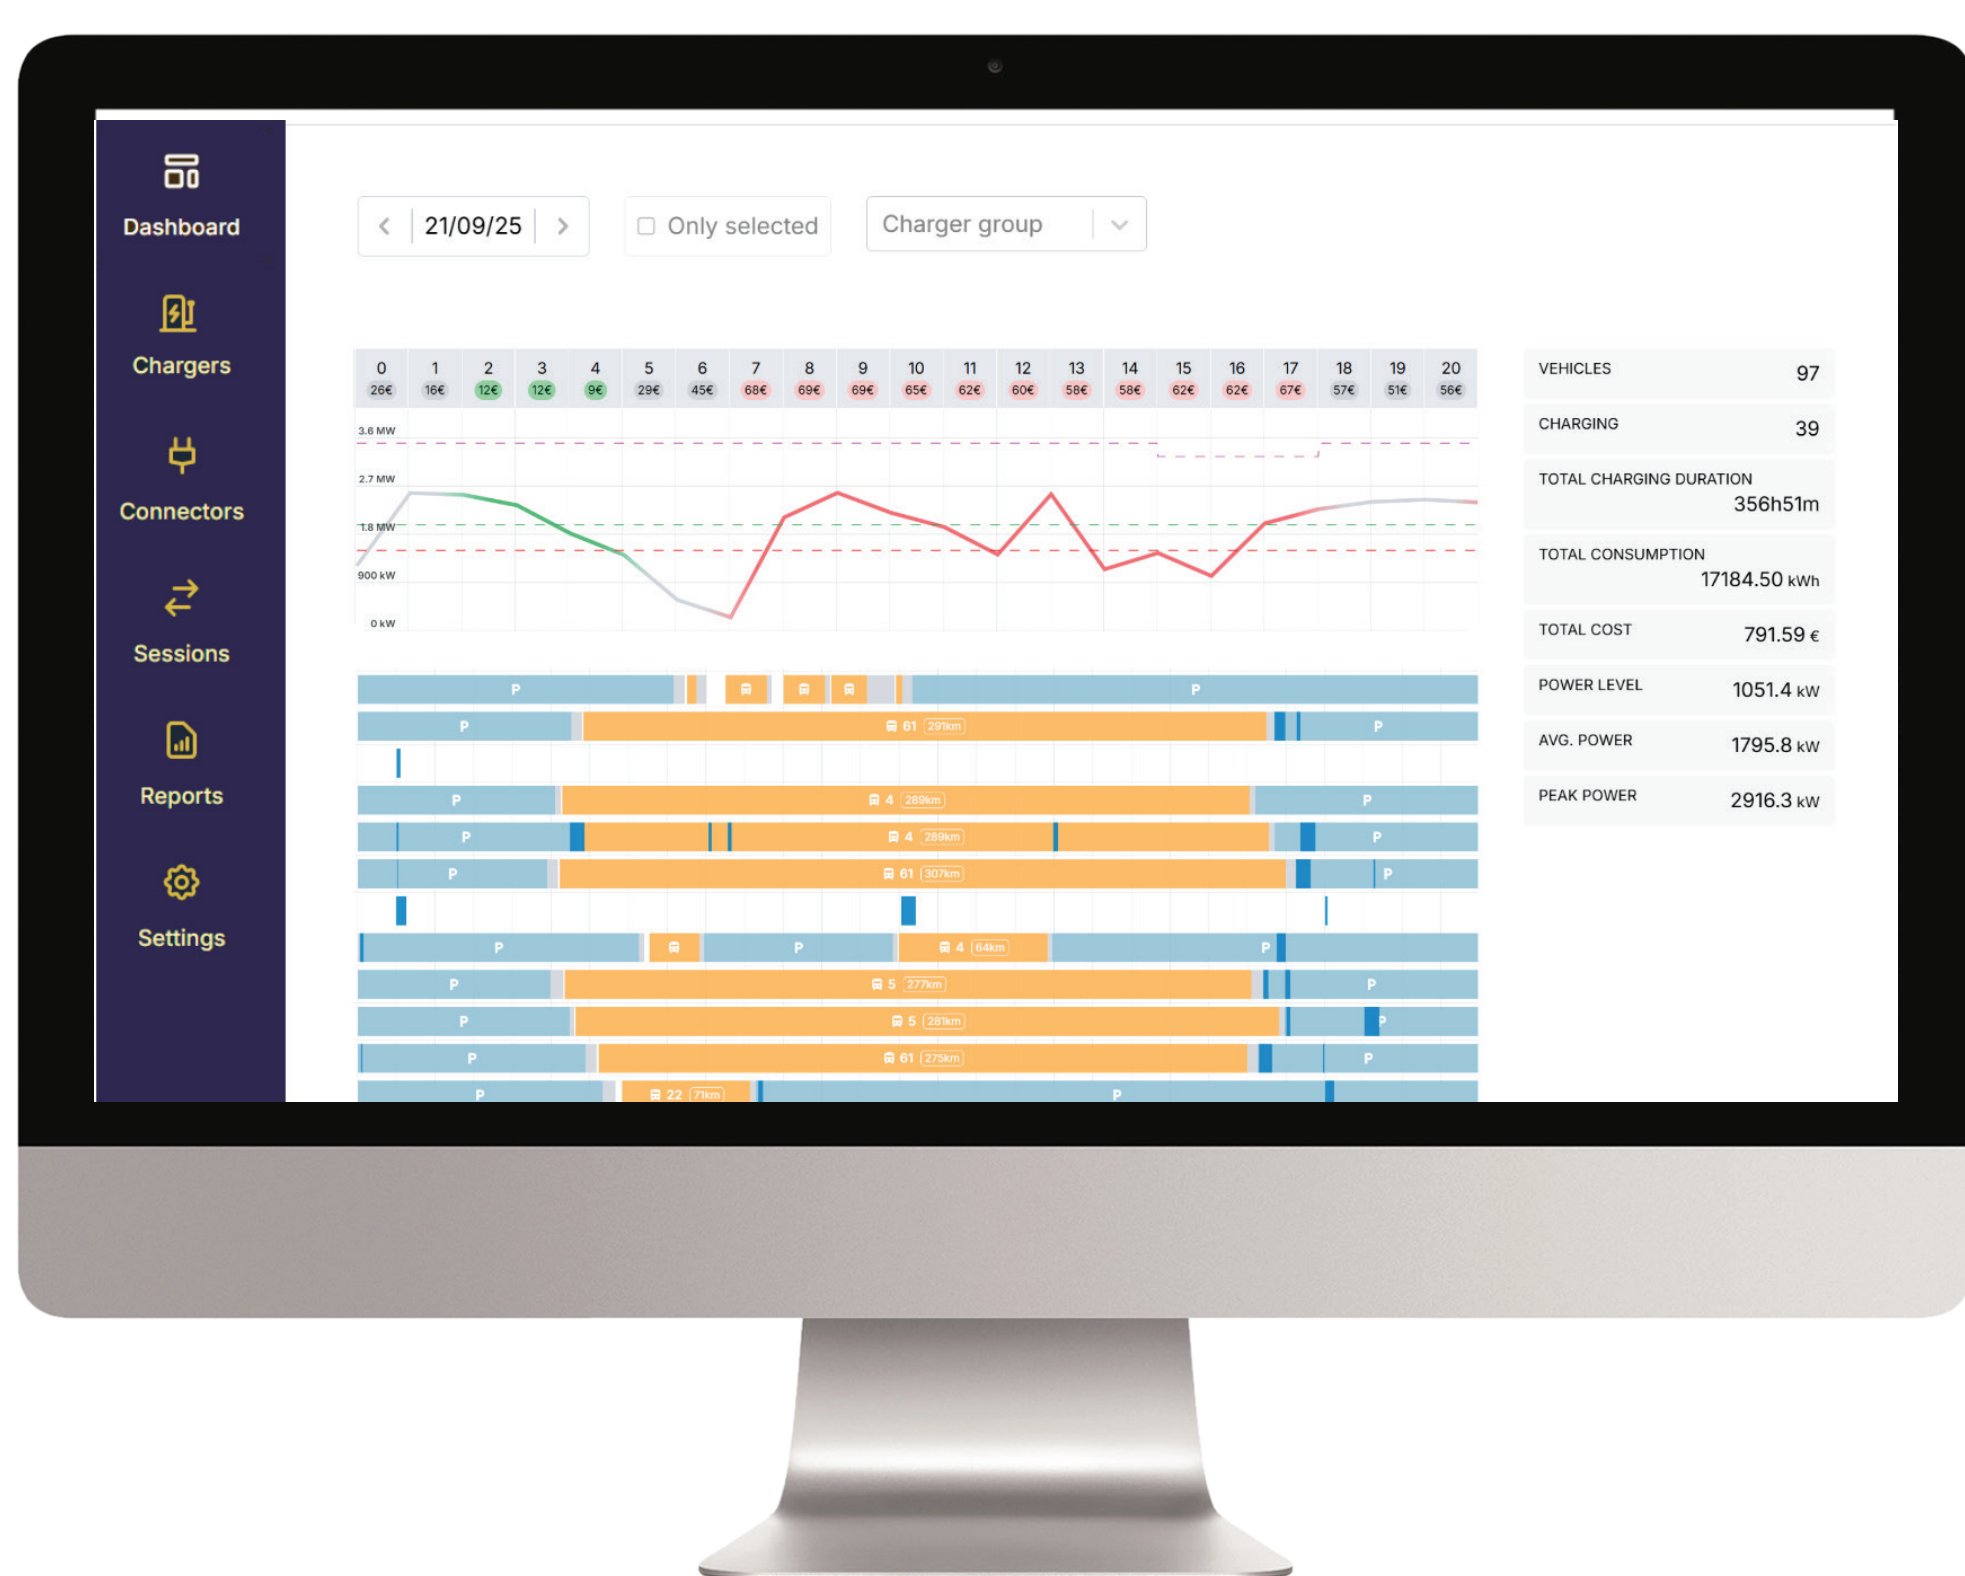 Dashboard
Chargers
Connectors
Sessions
Reports
Settings
21/09/25
Only selected
Charger group
0 1 2 3 4 5 6 7 8 9 10 11 12 13 14 15 16 17 18 19 20
26€ 16€ 12€ 12€ 9€ 29€ 45€ 68€ 69€ 69€ 65€ 62€ 60€ 58€ 58€ 62€ 62€ 67€ 57€ 51€ 56€
3.6 MW
2.7 MW
1.8 MW
900 kW
0 kW
P P
P 61 291km P
P 4 289km P
P 4 289km P
P 61 307km P
P P 4 64km P
P 5 277km P
P 5 281km P
P 61 275km P
P 22 71km P
VEHICLES 97
CHARGING 39
TOTAL CHARGING DURATION
356h51m
TOTAL CONSUMPTION
17184.50 kWh
TOTAL COST 791.59 €
POWER LEVEL 1051.4 kW
AVG. POWER 1795.8 kW
PEAK POWER 2916.3 kW